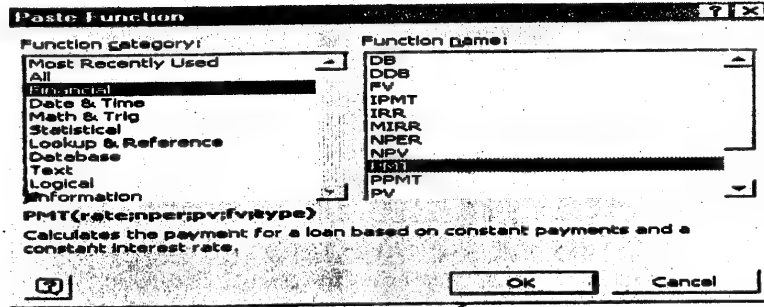 Paste Function
Function category:
Most Recently Used
All
Financial
Date & Time
Math & Trig
Statistical
Lookup & Reference
Database
Text
Logical
Information
Function name:
DB
DDB
FV
IPMT
IRR
MIRR
NPER
NPV
PMT
PPMT
PV
PMT(rate;nper;pv;fv;type)
Calculates the payment for a loan based on constant payments and a
constant interest rate.
OK
Cancel